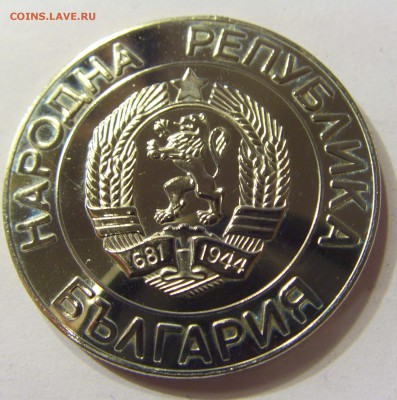 COINS.LAVE.RU
НАРОДНА РЕПУБЛИКА
681 1944
БЪЛГАРИЯ